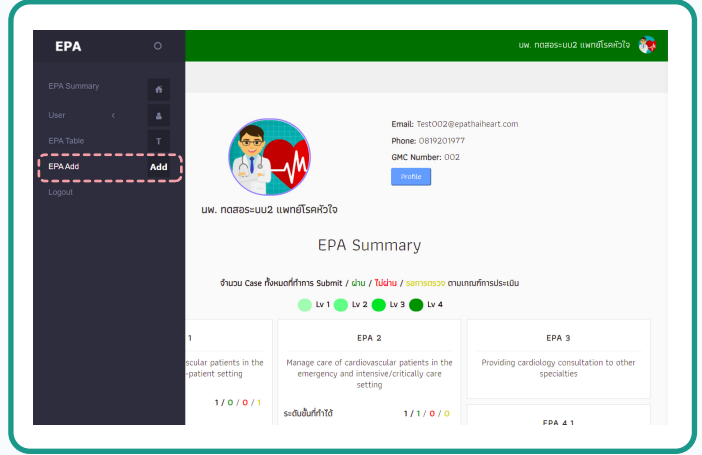 EPA
นพ. ทดสอระบบ2 แพทย์โรคหัวใจ
EPA Summary
User
EPA Table
T
EPA Add
Add
Logout
Email: Test002@epathaiheart.com
Phone: 0819201977
GMC Number: 002
Profile
นพ. ทดสอระบบ2 แพทย์โรคหัวใจ
EPA Summary
จำนวน Case ทั้งหมดที่ทำการ Submit / ผ่าน / ไม่ผ่าน / รอการตรวจ ตามเกณฑ์การประเมิน
Lv 1 Lv 2 Lv 3 Lv 4
1
scular patients in the
-patient setting
1 / 0 / 0 / 1
EPA 2
Manage care of cardiovascular patients in the
emergency and intensive/critically care
setting
ระดับชั้นที่ทำได้ 1 / 1 / 0 / 0
EPA 3
Providing cardiology consultation to other
specialties
EPA 4.1